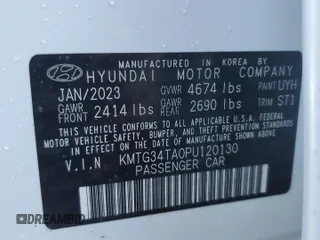 MANUFACTURED IN KOREA BY
HYUNDAI MOTOR COMPANY
JAN/2023 GVWR 4674 lbs PAINT UYH
GAWR FRONT 2414 lbs GAWR REAR 2690 lbs TRIM ST1
THIS VEHICLE CONFORMS TO ALL APPLICABLE FEDERAL
MOTOR VEHICLE SAFETY, BUMPER, AND THEFT PREVENTION
STANDARDS IN EFFECT ON THE DATE OF MANUFACTURE SHOWN ABOVE.
V.I.N KMTG34TA0PU120130
PASSENGER CAR
DREAMBID